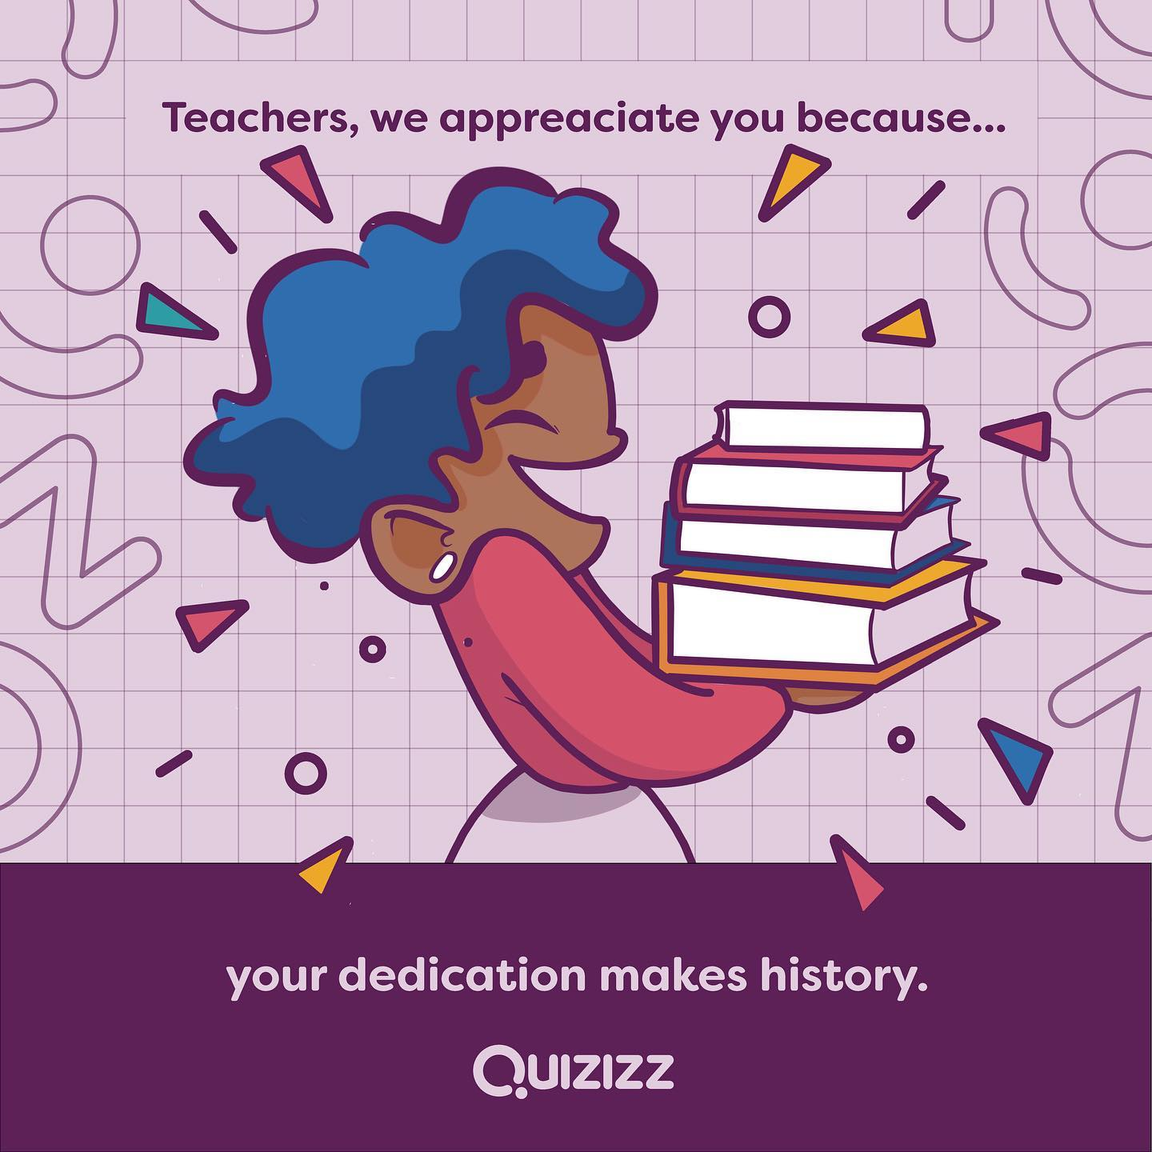 Teachers, we appreaciate you because...
your dedication makes history.
QUIZIZZ